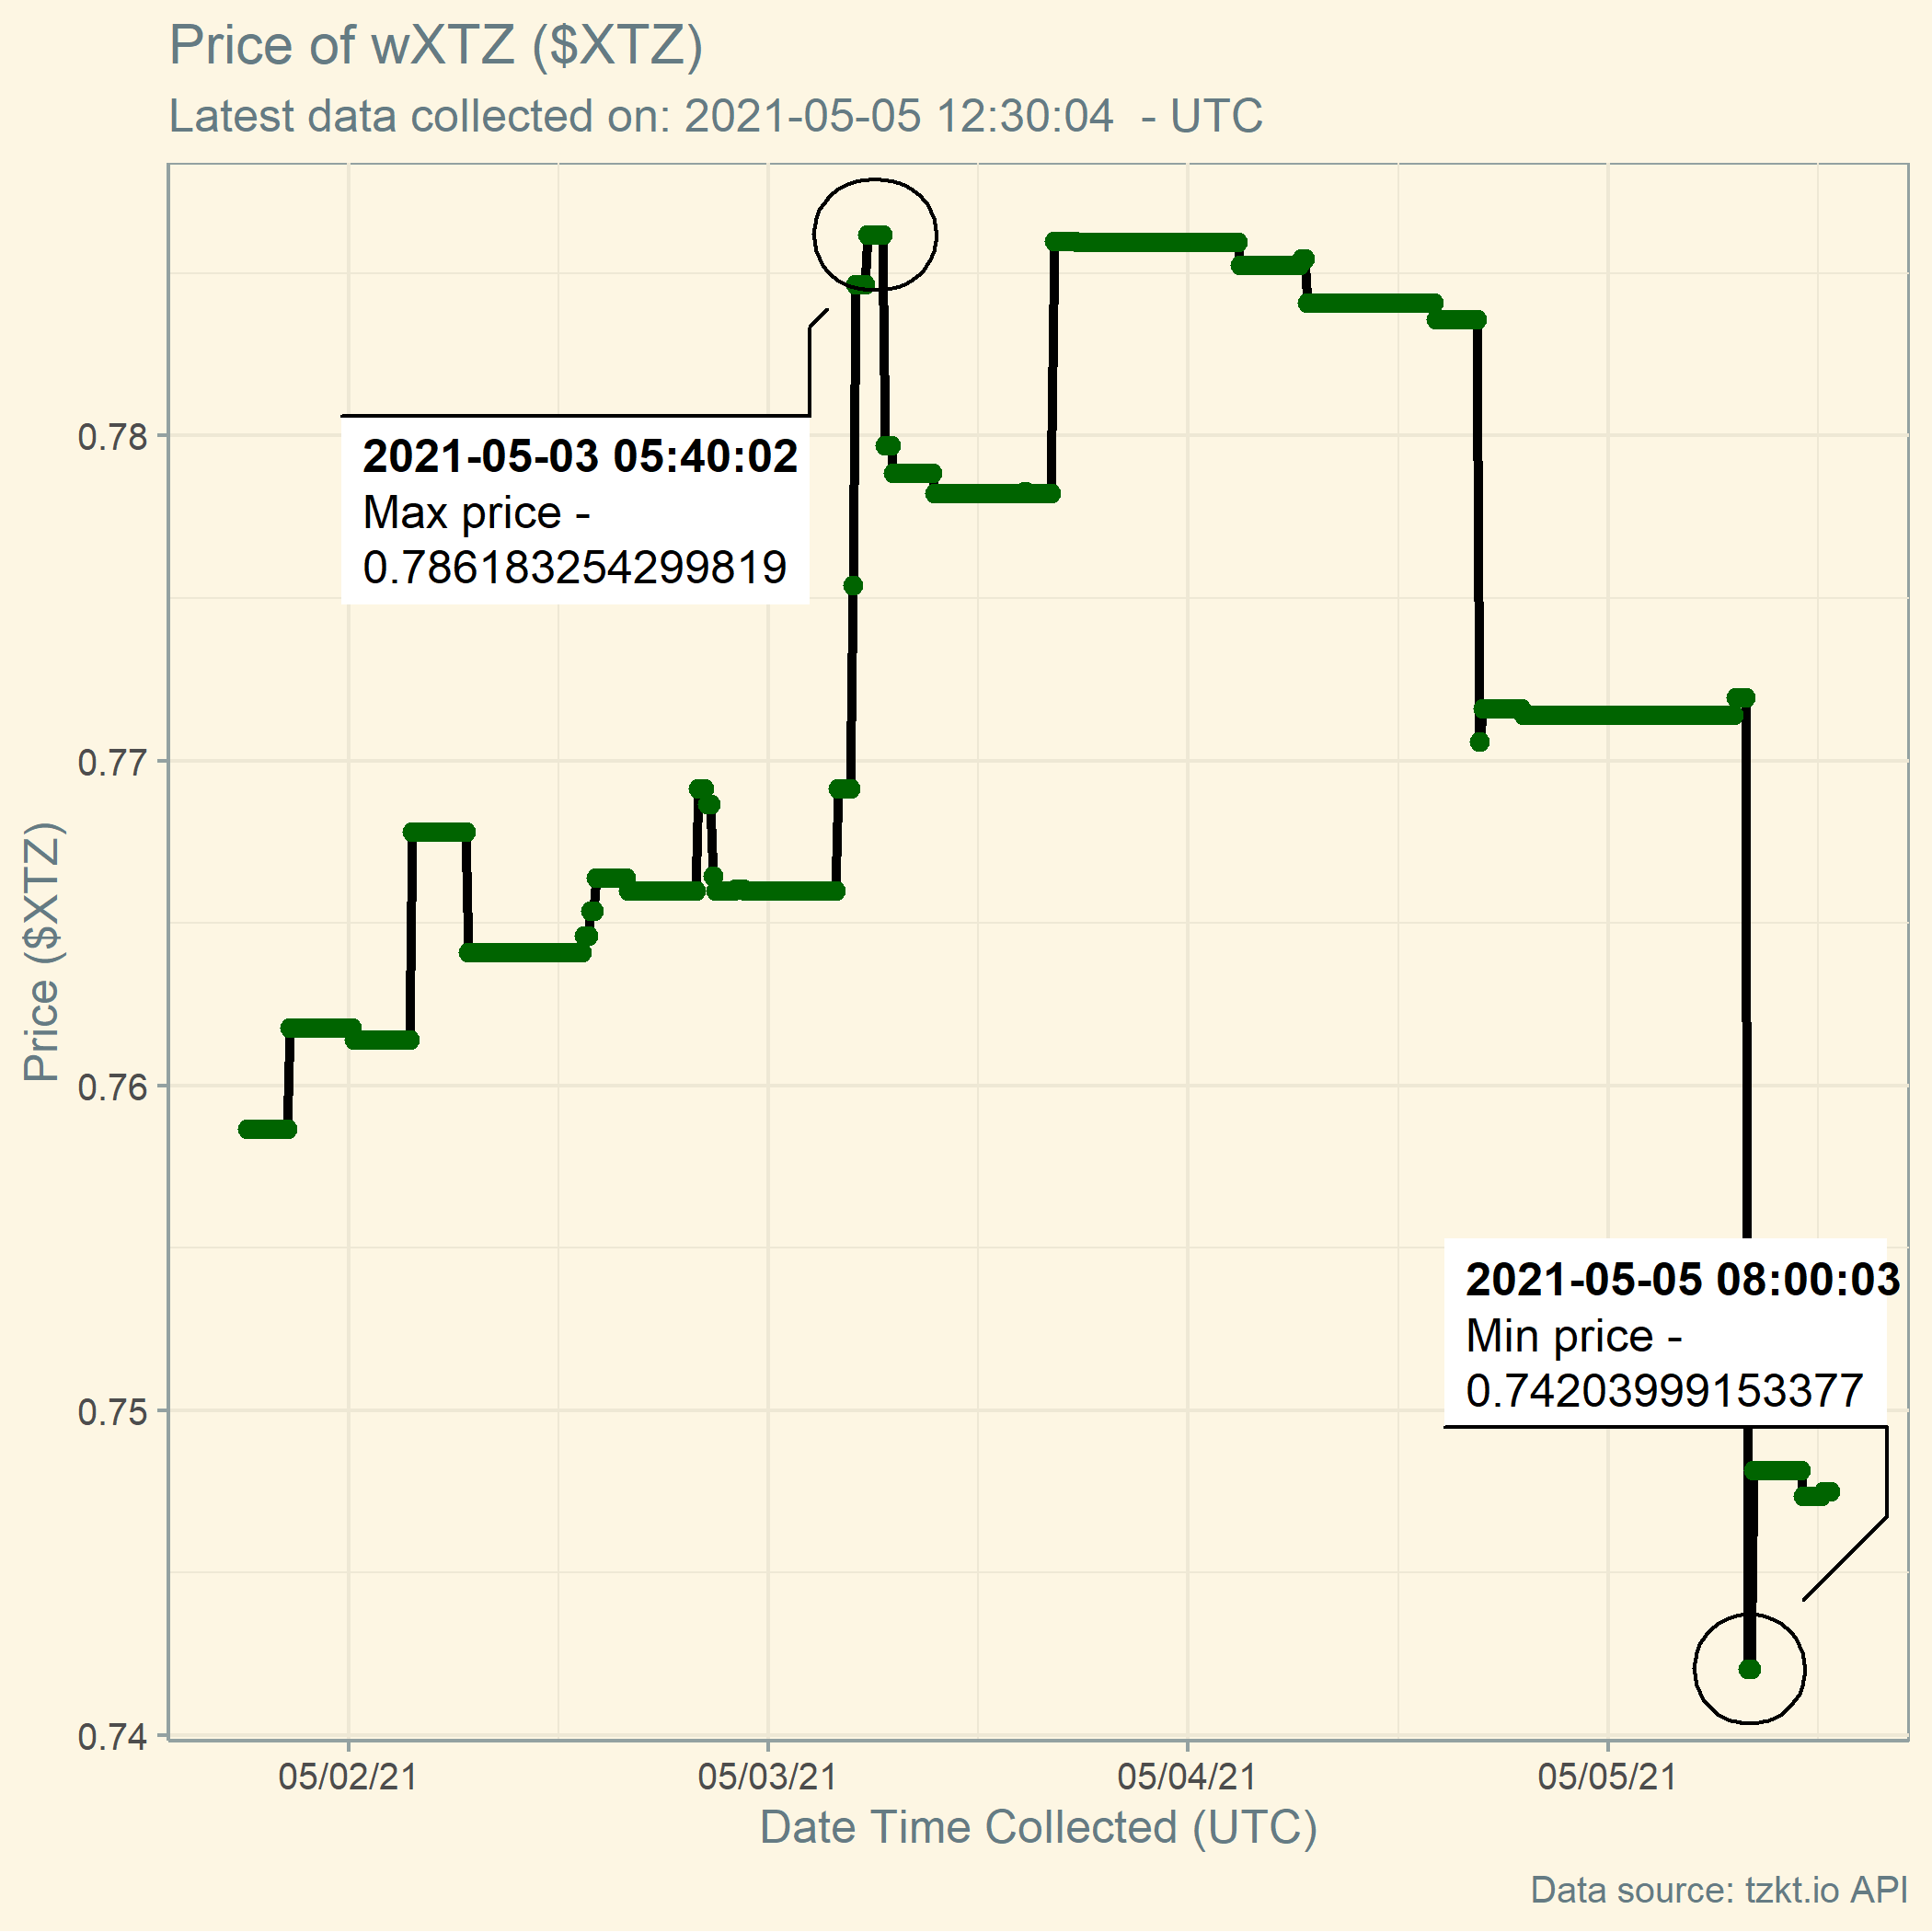 Price of wXTZ ($XTZ)
Latest data collected on: 2021-05-05 12:30:04  - UTC
Price ($XTZ)
0.78
0.77
0.76
0.75
0.74
2021-05-03 05:40:02
Max price -
0.786183254299819
2021-05-05 08:00:03
Min price -
0.74203999153377
05/02/21
05/03/21
05/04/21
05/05/21
Date Time Collected (UTC)
Data source: tzkt.io API